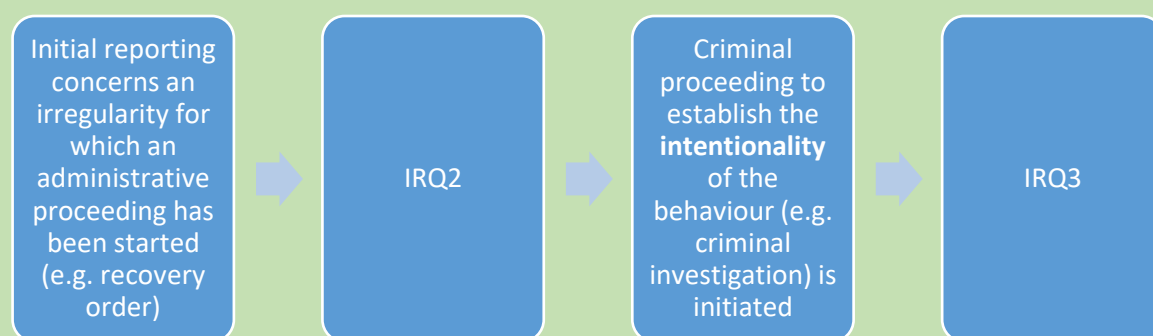 Initial reporting
concerns an
irregularity for
which an
administrative
proceeding has
been started
(e.g. recovery
order)
IRQ2
Criminal
proceeding to
establish the
intentionality
of the
behaviour (e.g.
criminal
investigation) is
initiated
IRQ3